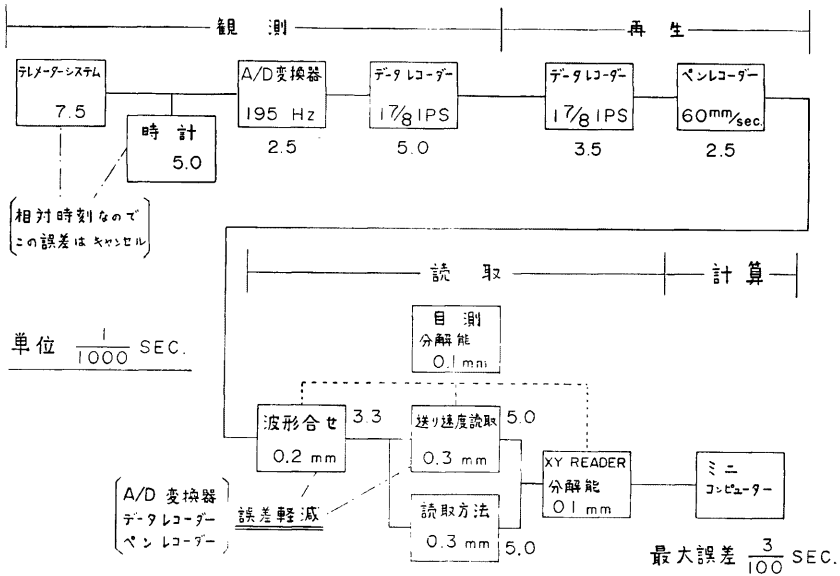 観測
再生
テレメーターシステム
7.5
時計
5.0
A/D変換器
195 Hz
2.5
データレコーダー
1 7/8 IPS
5.0
データレコーダー
1 7/8 IPS
3.5
ペンレコーダー
60mm/sec.
2.5
相対時刻なので
この誤差はキャンセル
読取
計算
単位 1/1000 SEC.
目測
分解能
0.1 mm
波形合せ
0.2 mm
3.3
送り速度読取
0.3 mm
5.0
読取方法
0.3 mm
5.0
XY READER
分解能
0.1 mm
ミニ
コンピューター
A/D 変換器
データレコーダー
ペンレコーダー
誤差軽減
最大誤差 3/100 SEC.